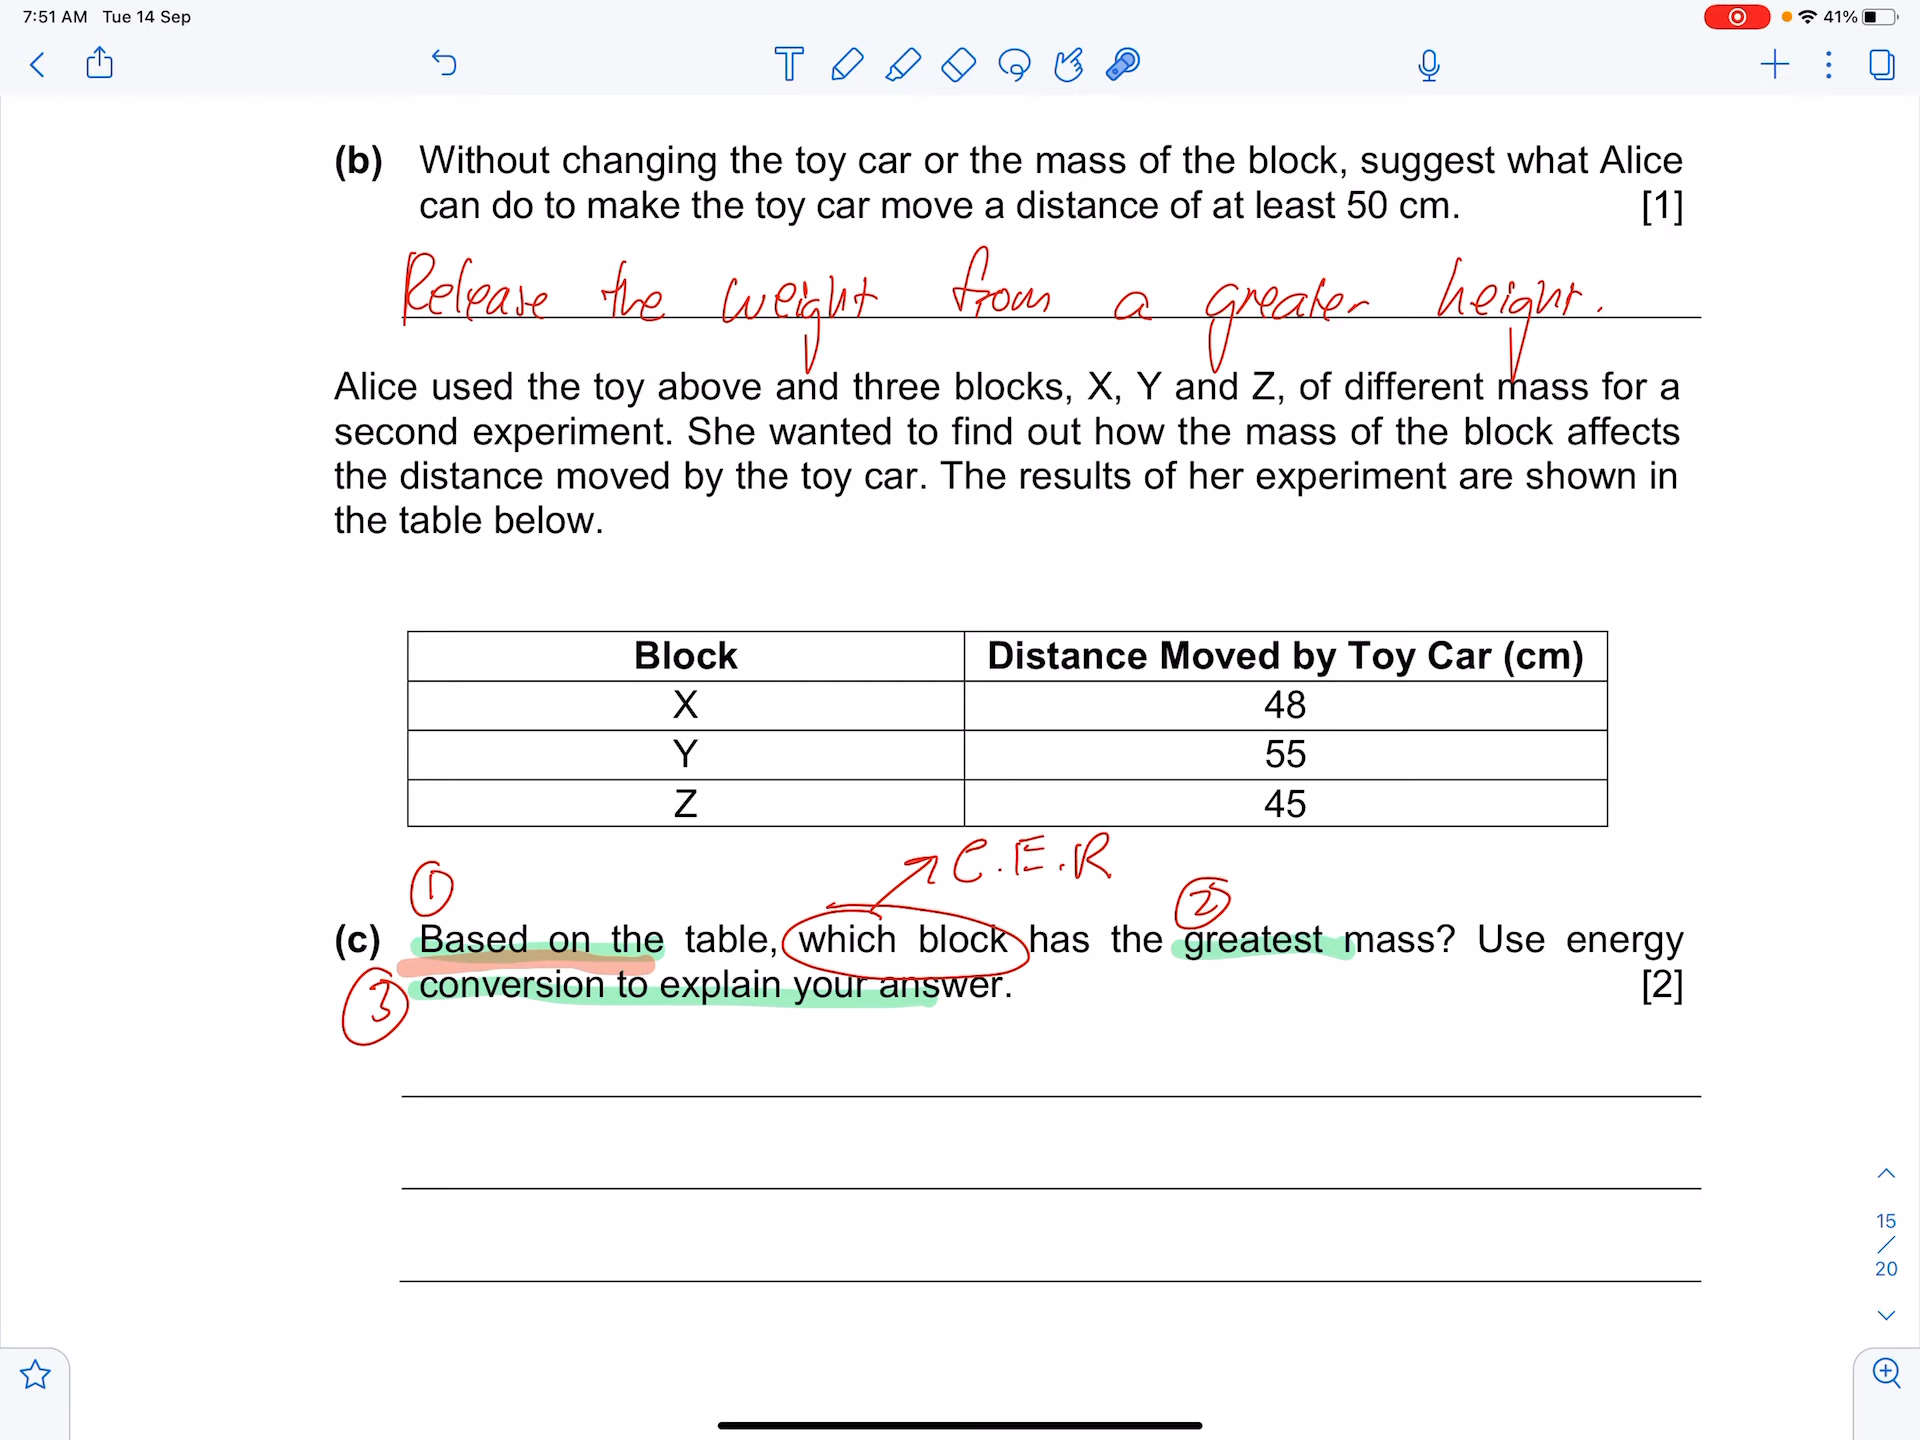 7:51 AM Tue 14 Sep
41%
(b) Without changing the toy car or the mass of the block, suggest what Alice
can do to make the toy car move a distance of at least 50 cm. [1]
Release the weight from a greater height.
Alice used the toy above and three blocks, X, Y and Z, of different mass for a
second experiment. She wanted to find out how the mass of the block affects
the distance moved by the toy car. The results of her experiment are shown in
the table below.
Block Distance Moved by Toy Car (cm)
X 48
Y 55
Z 45
C.E.R
① ②
(c) Based on the table, which block has the greatest mass? Use energy
③ conversion to explain your answer. [2]
15
/
20